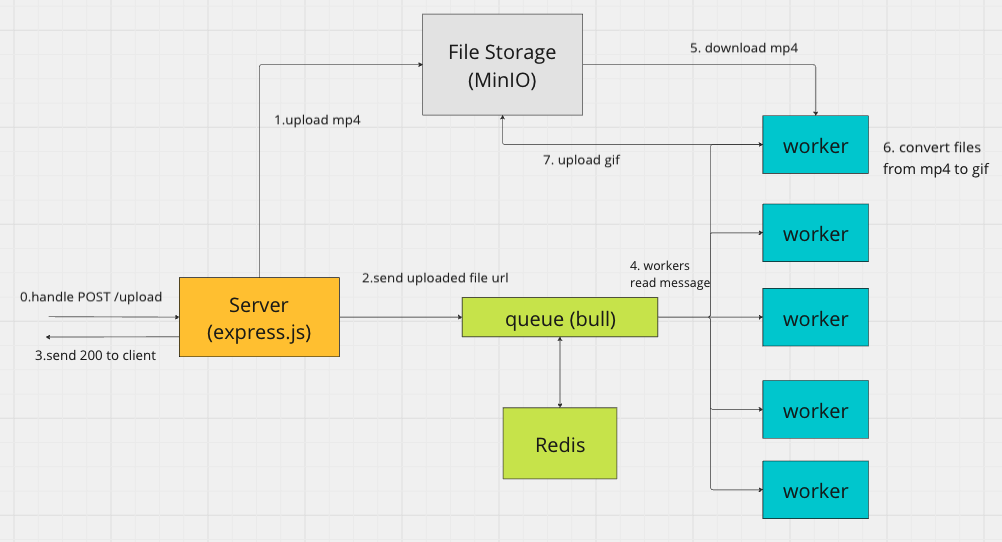 File Storage
(MinIO)
5. download mp4
1.upload mp4
7. upload gif
worker
6. convert files
from mp4 to gif
worker
4. workers
read message
2.send uploaded file url
0.handle POST /upload
Server
(express.js)
3.send 200 to client
queue (bull)
worker
Redis
worker
worker